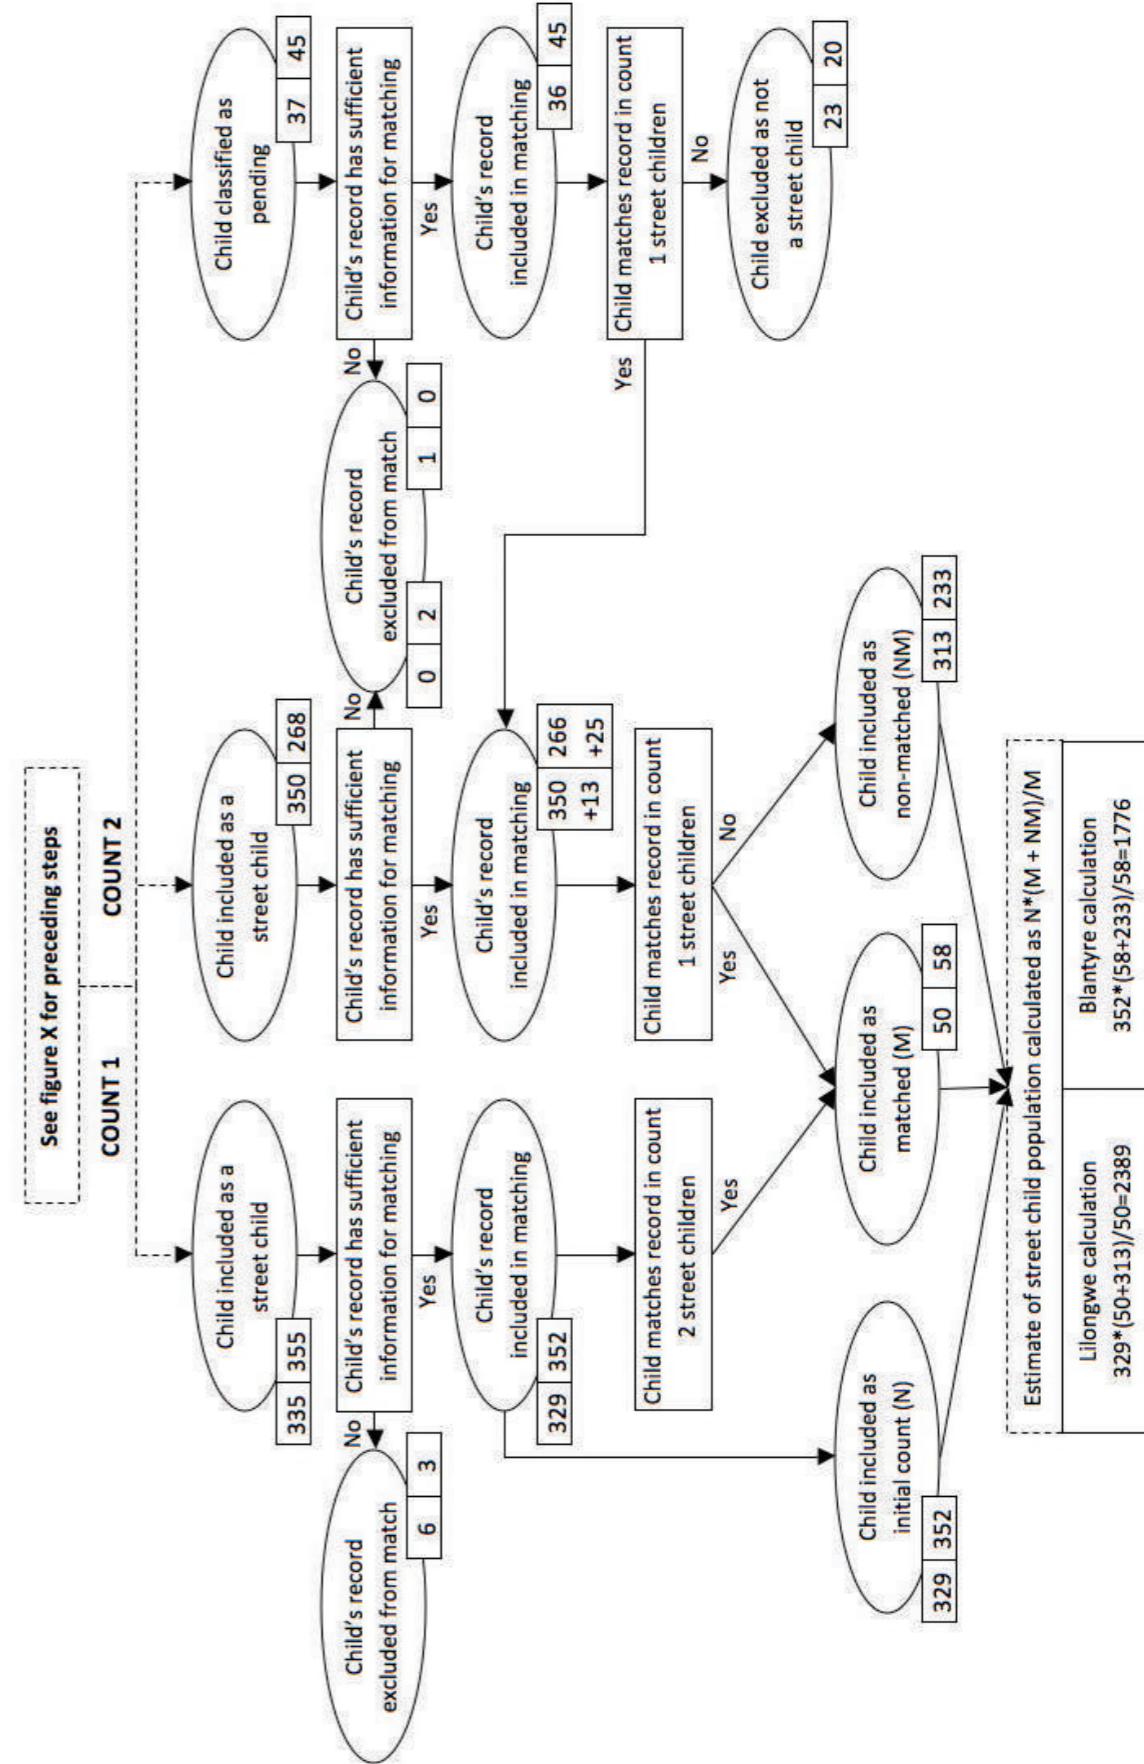 See figure X for preceding steps
COUNT 1
COUNT 2
Child included as a
street child
335 355
Child's record has sufficient
information for matching
No
Child's record
excluded from match
6 3
Yes
Child's record
included in matching
329 352
Child matches record in count
2 street children
Yes
Child included as a
street child
350 268
Child's record has sufficient
information for matching
No
Child's record
excluded from match
0 2
1 0
Yes
Child's record
included in matching
350 266
+13 +25
Child matches record in count
1 street children
Yes
No
Child classified as
pending
37 45
Child's record has sufficient
information for matching
No
Yes
Child's record
included in matching
36 45
Child matches record in count
1 street children
Yes
No
Child excluded as not
a street child
23 20
Child included as
initial count (N)
329 352
Child included as
matched (M)
50 58
Child included as
non-matched (NM)
313 233
Estimate of street child population calculated as N*(M + NM)/M
Lilongwe calculation
329*(50+313)/50=2389
Blantyre calculation
352*(58+233)/58=1776